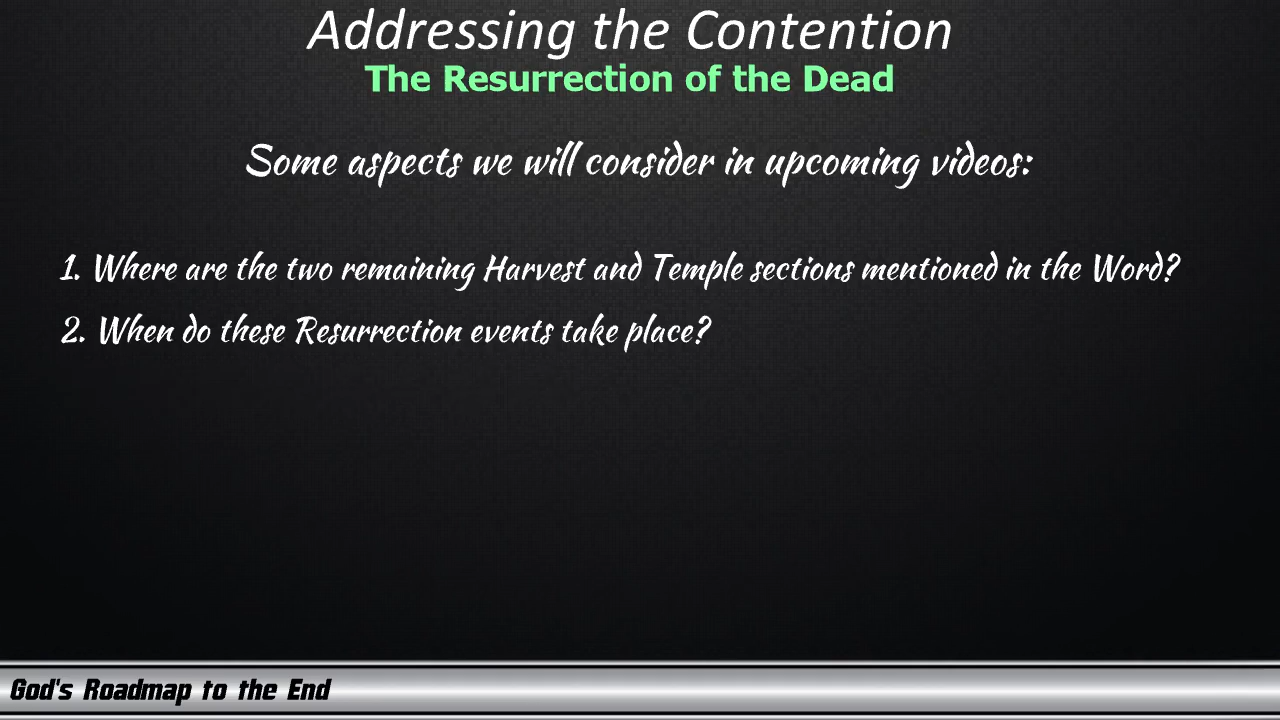 Addressing the Contention
The Resurrection of the Dead
Some aspects we will consider in upcoming videos:
1. Where are the two remaining Harvest and Temple sections mentioned in the Word?
2. When do these Resurrection events take place?
God's Roadmap to the End